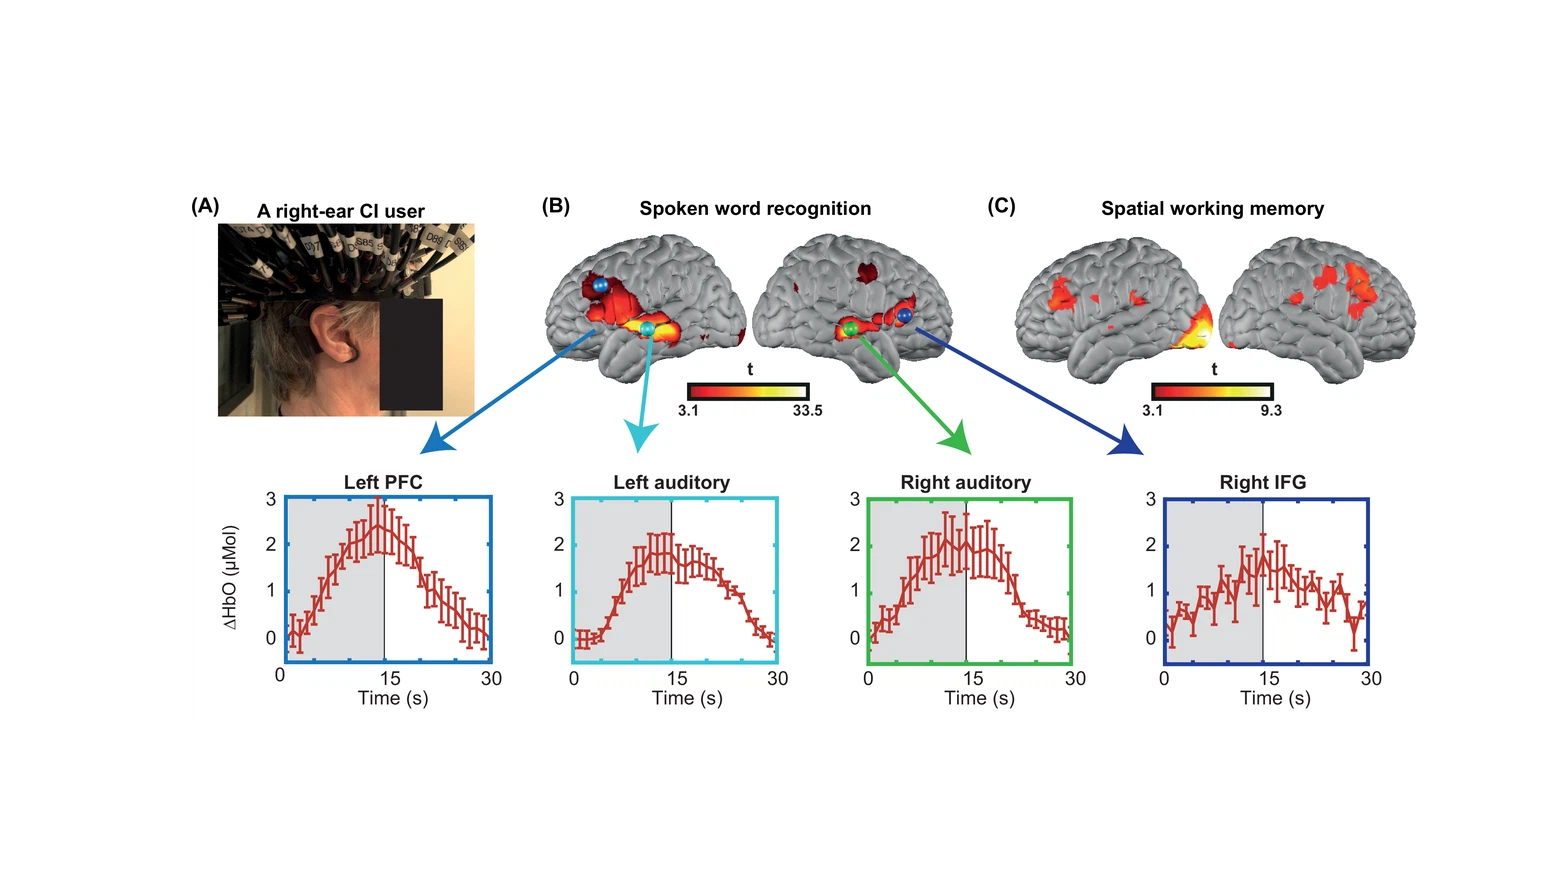 (A)
A right-ear CI user
D89
S85
(B)
Spoken word recognition
t
3.1 33.5
(C)
Spatial working memory
t
3.1 9.3
Left PFC
ΔHbO (μMol)
3
2
1
0
0 15 30
Time (s)
Left auditory
3
2
1
0
0 15 30
Time (s)
Right auditory
3
2
1
0
0 15 30
Time (s)
Right IFG
3
2
1
0
0 15 30
Time (s)